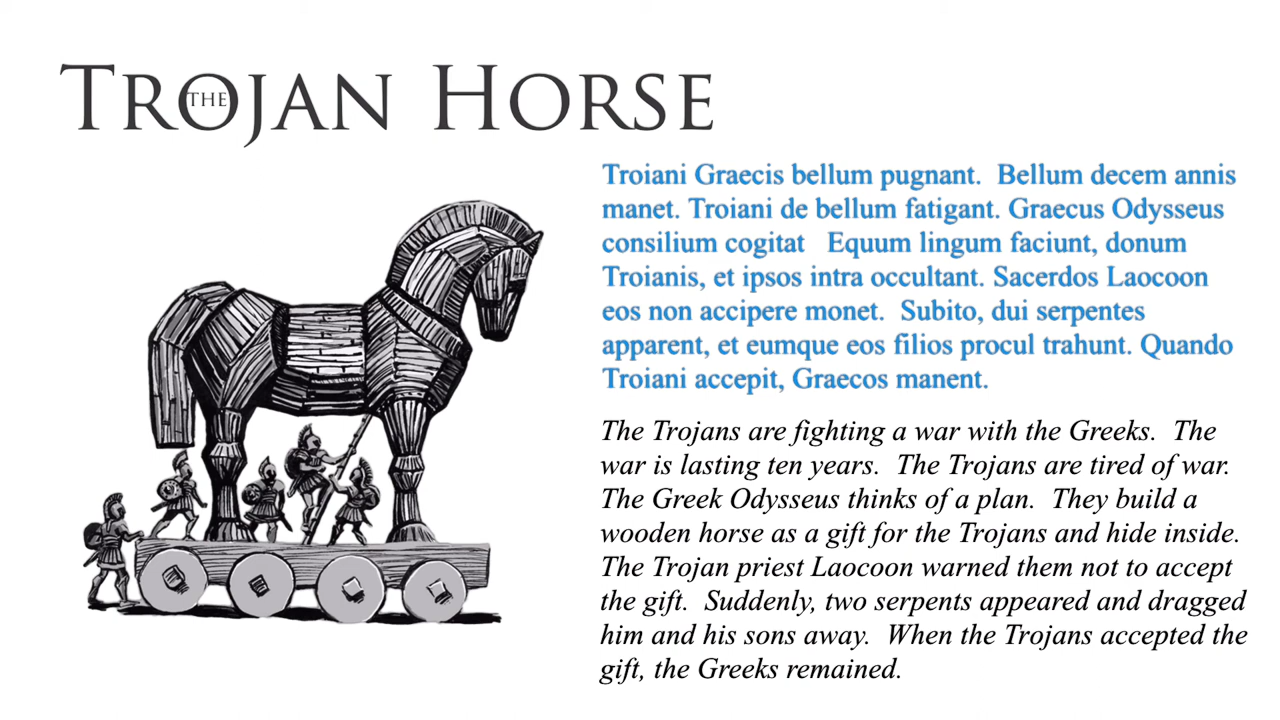 THE
TROJAN HORSE
Troiani Graecis bellum pugnant. Bellum decem annis
manet. Troiani de bellum fatigant. Graecus Odysseus
consilium cogitat Equum lingum faciunt, donum
Troianis, et ipsos intra occultant. Sacerdos Laocoon
eos non accipere monet. Subito, dui serpentes
apparent, et eumque eos filios procul trahunt. Quando
Troiani accepit, Graecos manent.
The Trojans are fighting a war with the Greeks. The
war is lasting ten years. The Trojans are tired of war.
The Greek Odysseus thinks of a plan. They build a
wooden horse as a gift for the Trojans and hide inside.
The Trojan priest Laocoon warned them not to accept
the gift. Suddenly, two serpents appeared and dragged
him and his sons away. When the Trojans accepted the
gift, the Greeks remained.